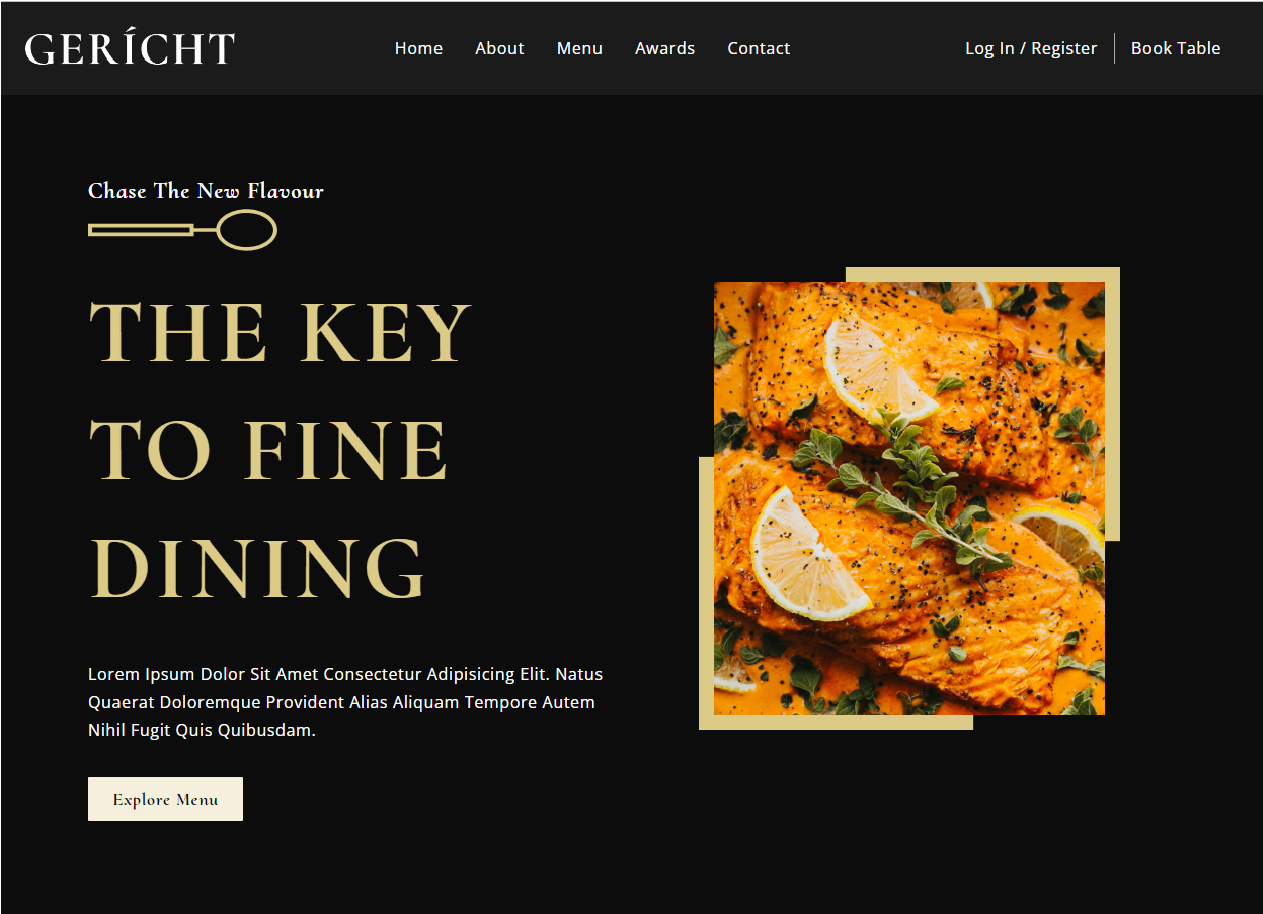 GERÍCHT
Home About Menu Awards Contact
Log In / Register Book Table
Chase The New Flavour
THE KEY
TO FINE
DINING
Lorem Ipsum Dolor Sit Amet Consectetur Adipisicing Elit. Natus
Quaerat Doloremque Provident Alias Aliquam Tempore Autem
Nihil Fugit Quis Quibusdam.
Explore Menu